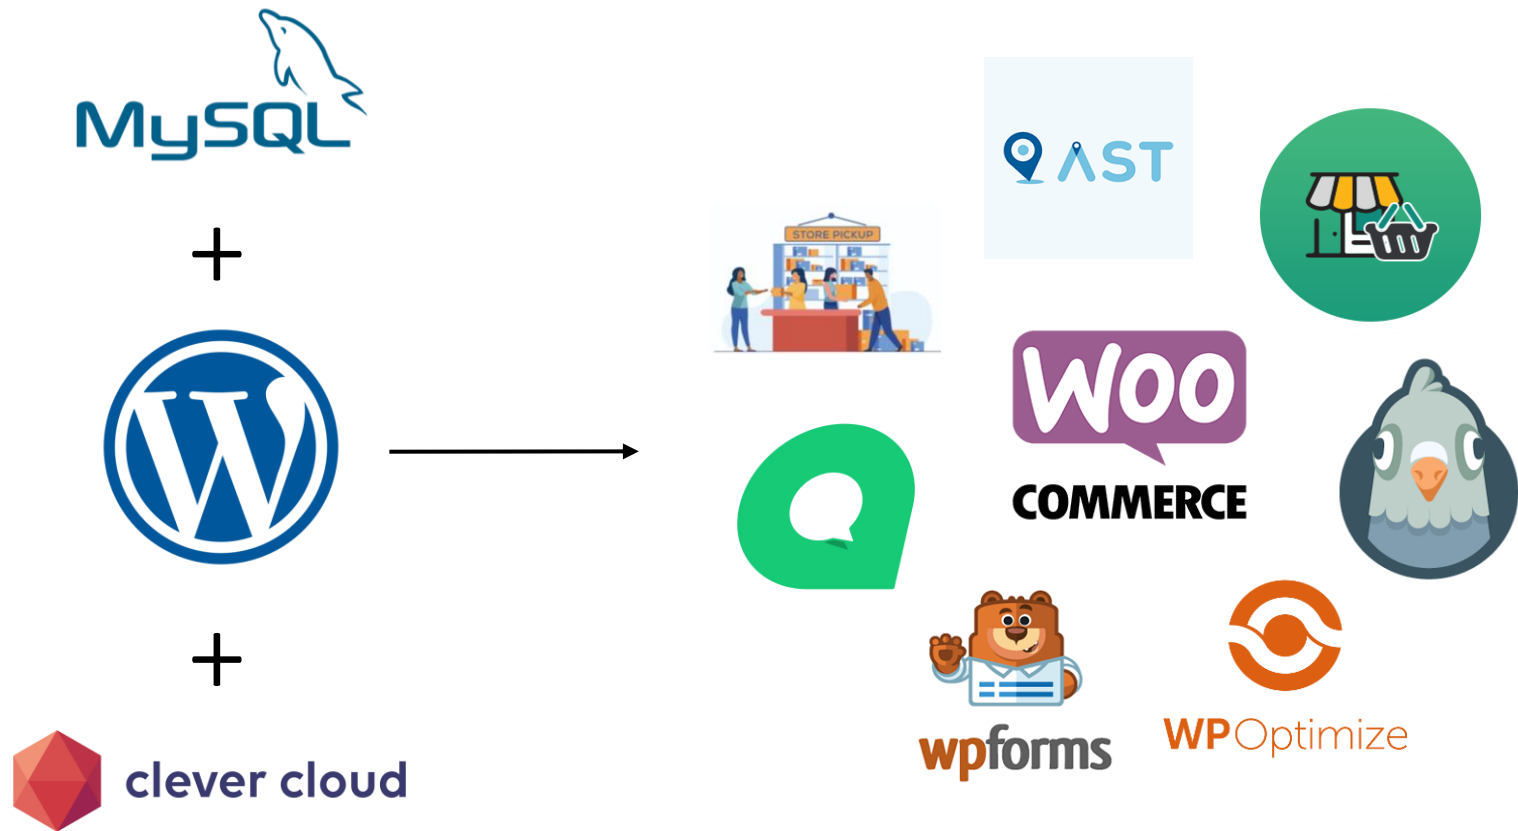 MySQL
+
W
+
clever cloud
STORE PICKUP
AST
WOO
COMMERCE
wpforms
WPOptimize